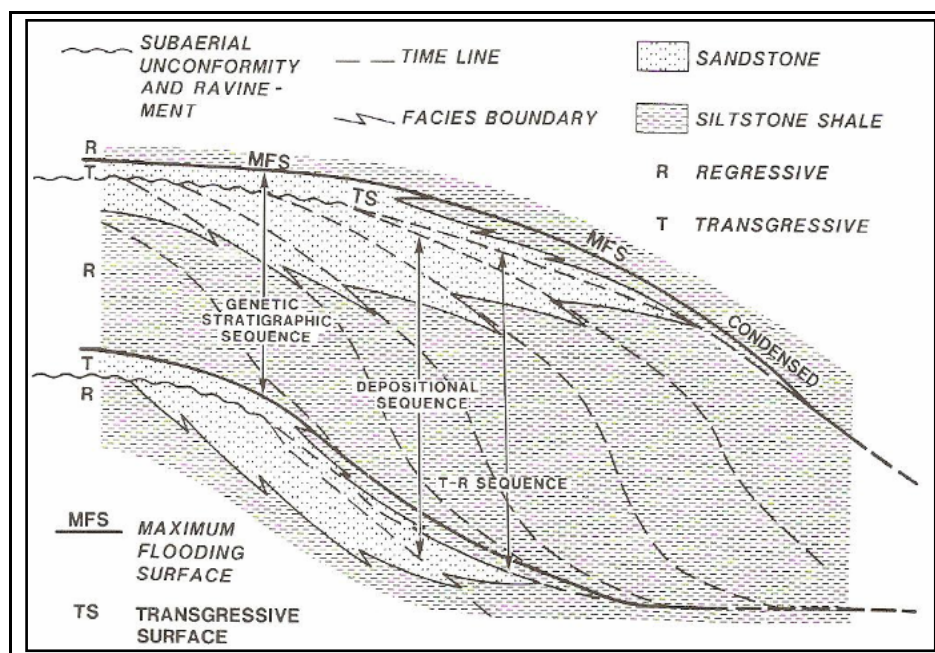 SUBAERIAL
UNCONFORMITY
AND RAVINE-
MENT
TIME LINE
FACIES BOUNDARY
SANDSTONE
SILTSTONE SHALE
R REGRESSIVE
T TRANSGRESSIVE
R
MFS
T
TS
MFS
R
GENETIC
STRATIGRAPHIC
SEQUENCE
CONDENSED
T
R
DEPOSITIONAL
SEQUENCE
T-R SEQUENCE
MFS MAXIMUM
FLOODING
SURFACE
TS TRANSGRESSIVE
SURFACE